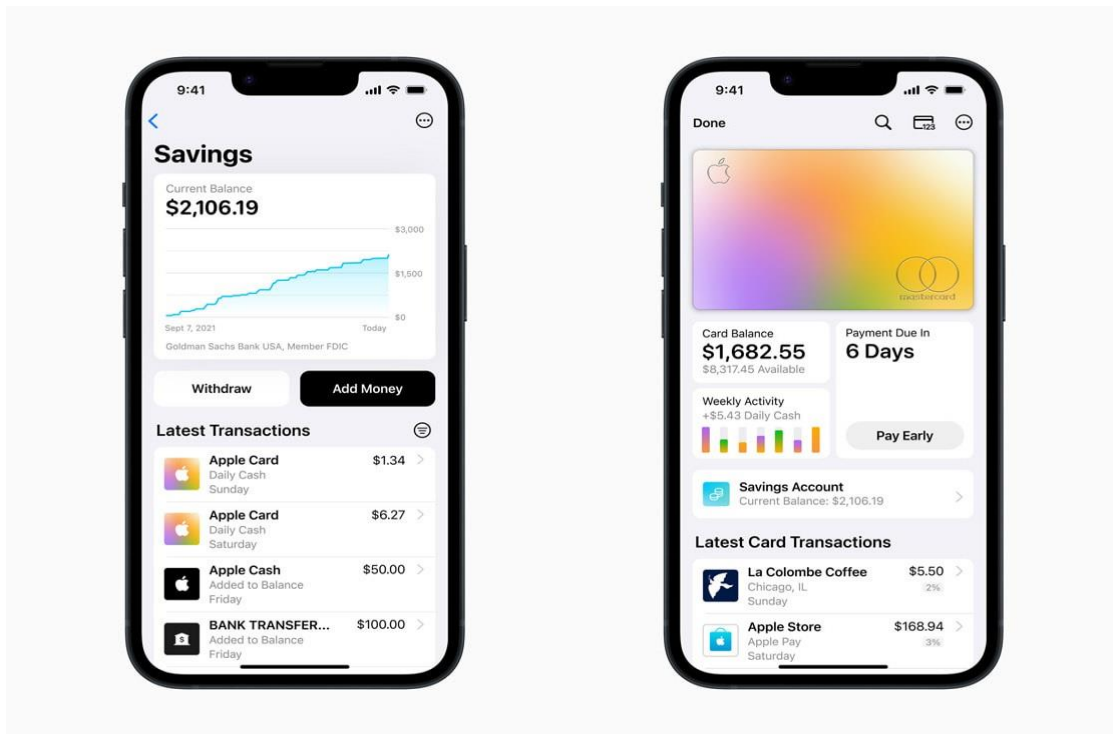 9:41
Savings
Current Balance
$2,106.19
$3,000
$1,500
$0
Sept 7, 2021 Today
Goldman Sachs Bank USA, Member FDIC
Withdraw Add Money
Latest Transactions
Apple Card $1.34
Daily Cash
Sunday
Apple Card $6.27
Daily Cash
Saturday
Apple Cash $50.00
Added to Balance
Friday
BANK TRANSFER... $100.00
Added to Balance
Friday
9:41
Done 123
mastercard
Card Balance
$1,682.55
$8,317.45 Available
Payment Due In
6 Days
Weekly Activity
+$5.43 Daily Cash
Pay Early
Savings Account
Current Balance: $2,106.19
Latest Card Transactions
La Colombe Coffee $5.50
Chicago, IL 2%
Sunday
Apple Store $168.94
Apple Pay 3%
Saturday